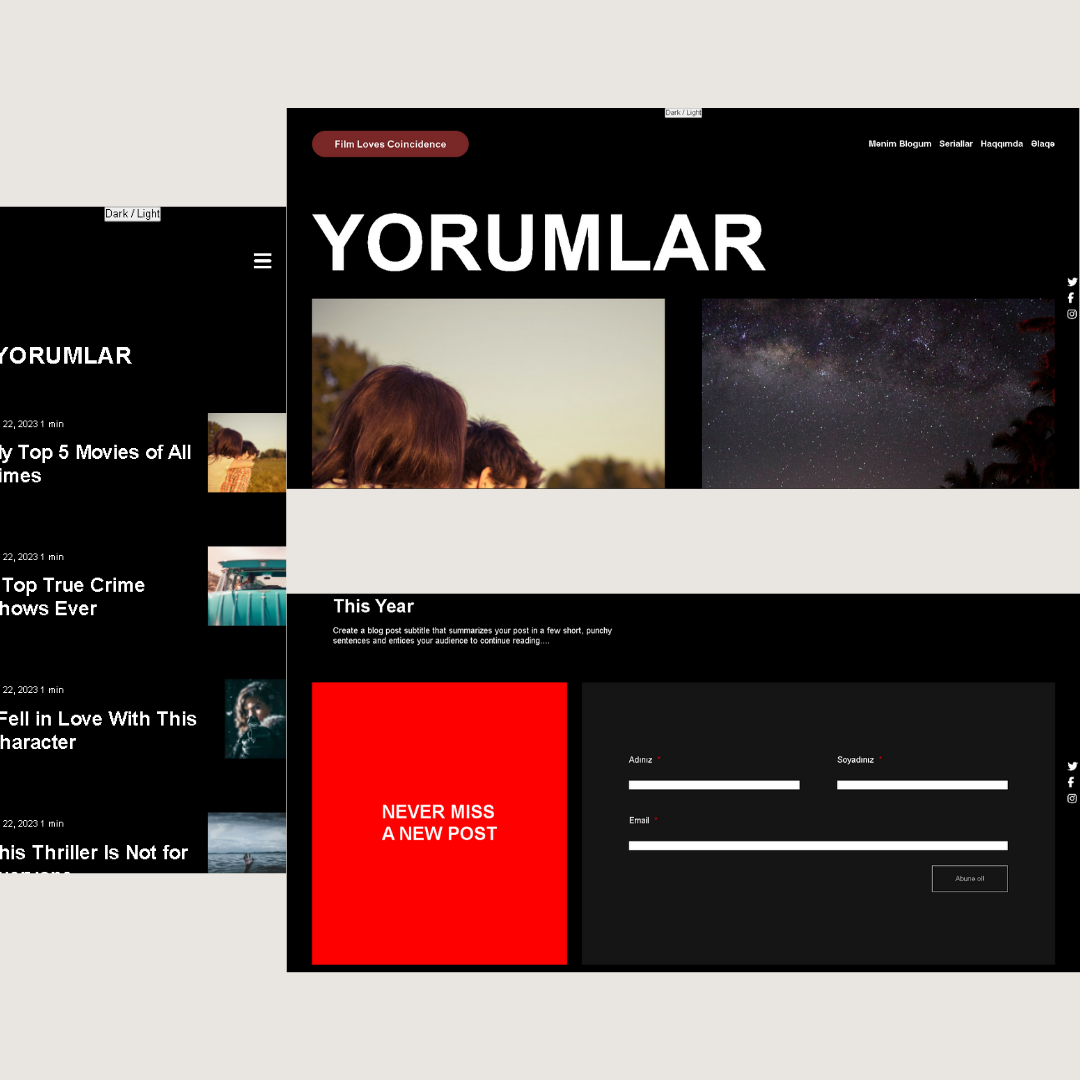 Dark / Light
Film Loves Coincidence
Mənim Blogum Seriallar Haqqımda Əlaqə
YORUMLAR
Dark / Light
YORUMLAR
22, 2023 1 min
Top 5 Movies of All
imes
22, 2023 1 min
Top True Crime
hows Ever
22, 2023 1 min
Fell in Love With This
haracter
22, 2023 1 min
his Thriller Is Not for
This Year
Create a blog post subtitle that summarizes your post in a few short, punchy
sentences and entices your audience to continue reading....
NEVER MISS
A NEW POST
Adınız *
Soyadınız *
Email *
Abunə ol!